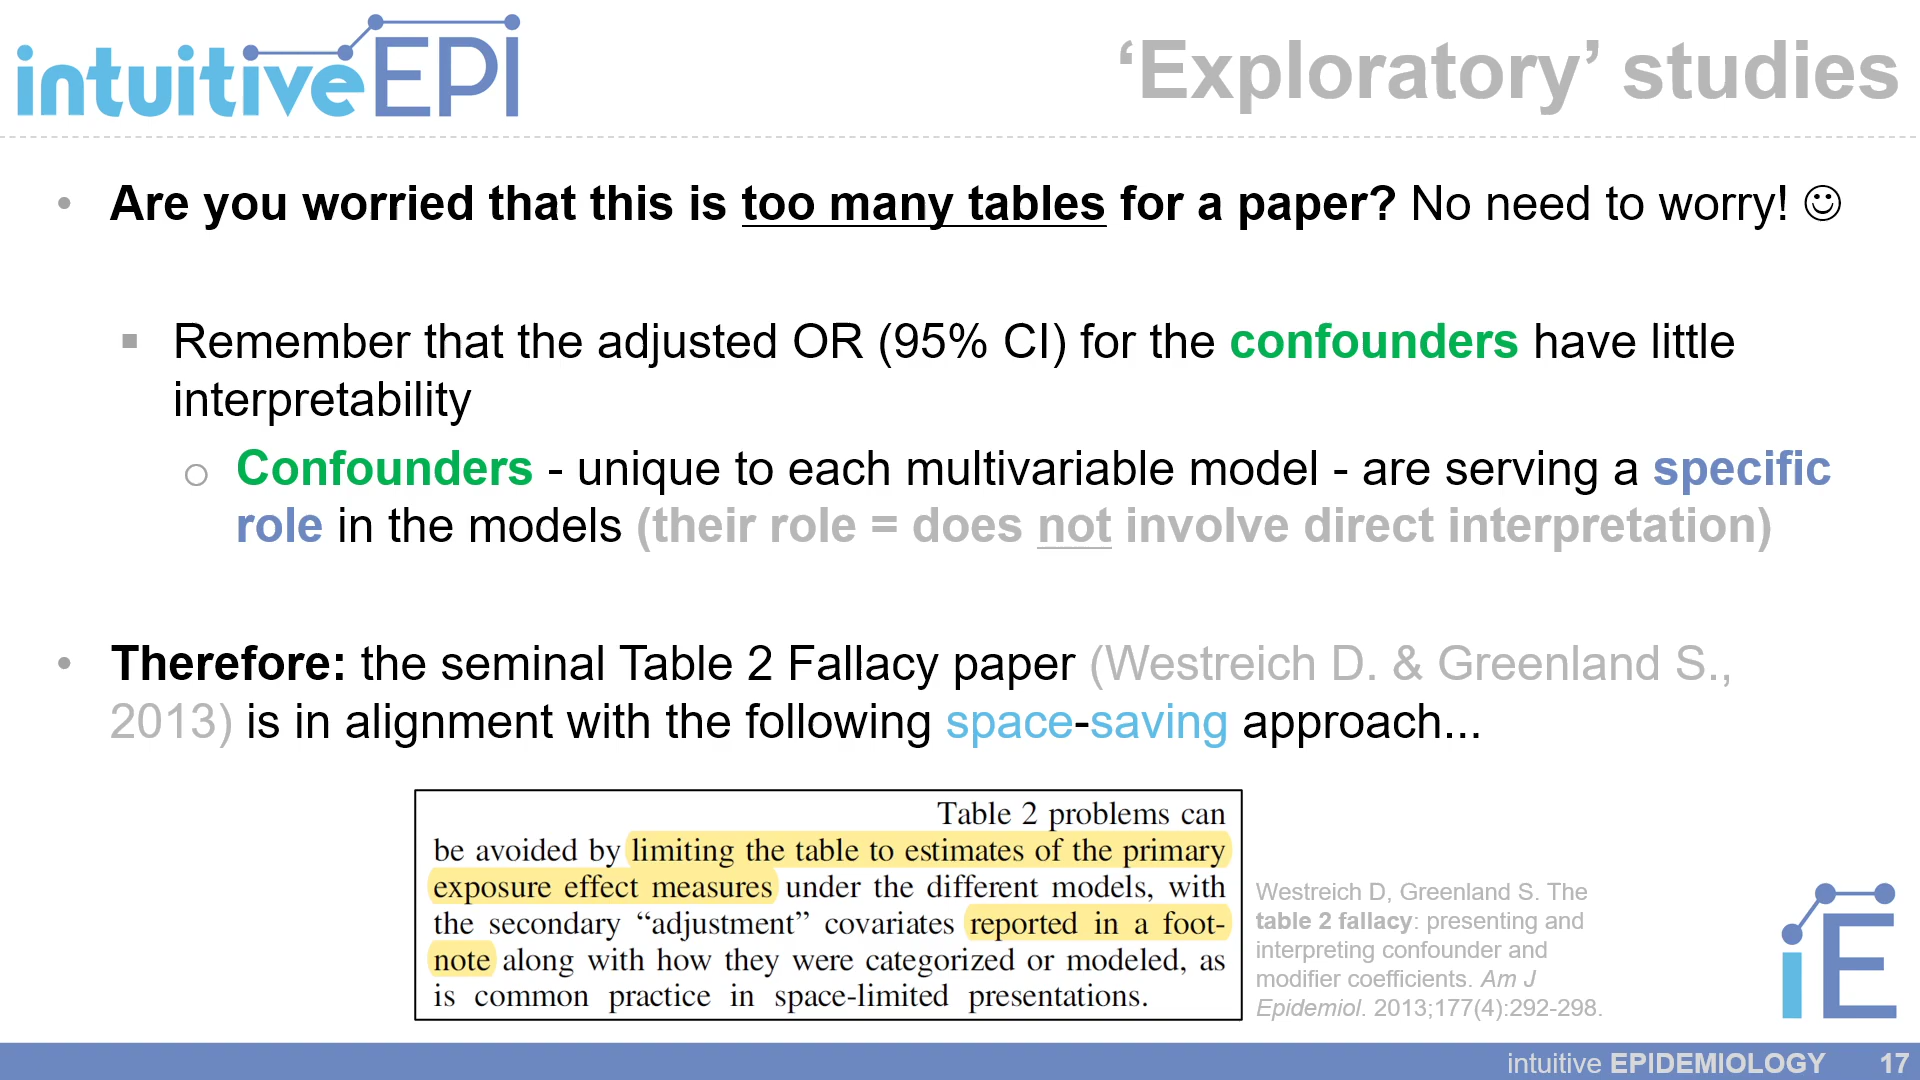 intuitiveEPI
‘Exploratory’ studies
• Are you worried that this is too many tables for a paper? No need to worry! ☺
▪ Remember that the adjusted OR (95% CI) for the confounders have little
interpretability
○ Confounders - unique to each multivariable model - are serving a specific
role in the models (their role = does not involve direct interpretation)
• Therefore: the seminal Table 2 Fallacy paper (Westreich D. & Greenland S.,
2013) is in alignment with the following space-saving approach...
Table 2 problems can
be avoided by limiting the table to estimates of the primary
exposure effect measures under the different models, with
the secondary “adjustment” covariates reported in a foot-
note along with how they were categorized or modeled, as
is common practice in space-limited presentations.
Westreich D, Greenland S. The
table 2 fallacy: presenting and
interpreting confounder and
modifier coefficients. Am J
Epidemiol. 2013;177(4):292-298.
iE
intuitive EPIDEMIOLOGY 17